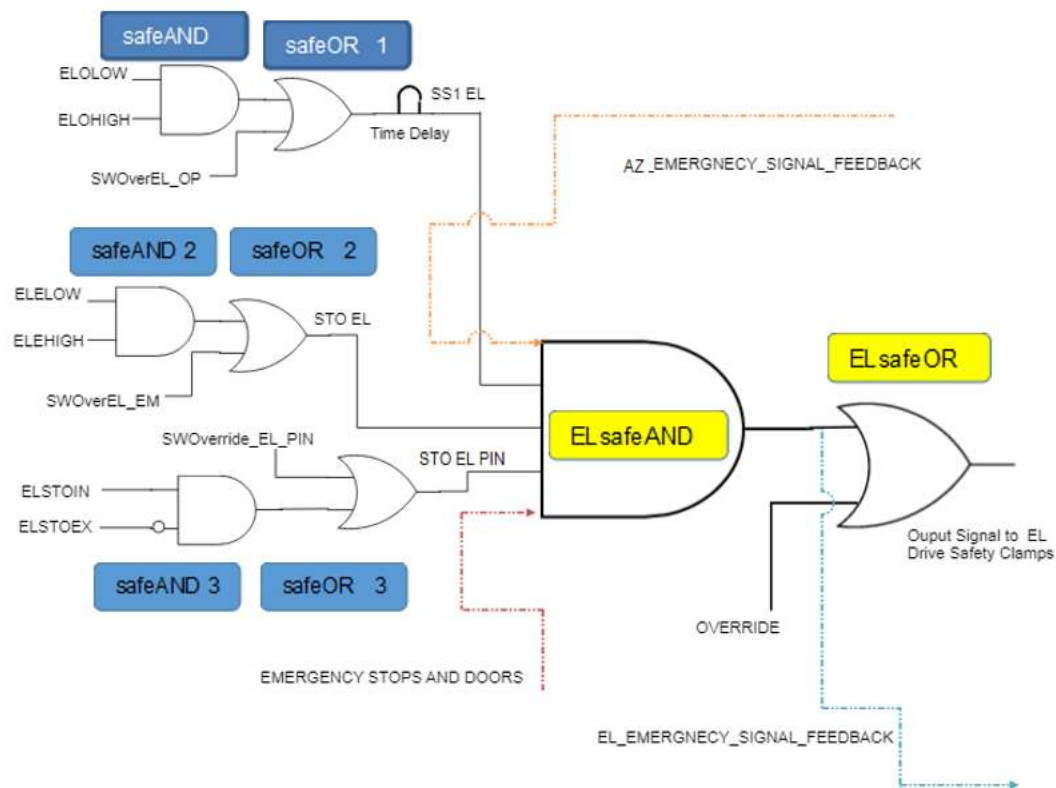 safeAND
safeOR 1
ELOLOW
ELOHIGH
SS1 EL
Time Delay
SWOverEL_OP
AZ_EMERGNECY_SIGNAL_FEEDBACK
safeAND 2
safeOR 2
ELELOW
ELEHIGH
STO EL
SWOverEL_EM
ELsafeOR
ELsafeAND
SWOverride_EL_PIN
STO EL PIN
ELSTOIN
ELSTOEX
Ouput Signal to EL
Drive Safety Clamps
safeAND 3
safeOR 3
OVERRIDE
EMERGENCY STOPS AND DOORS
EL_EMERGNECY_SIGNAL_FEEDBACK